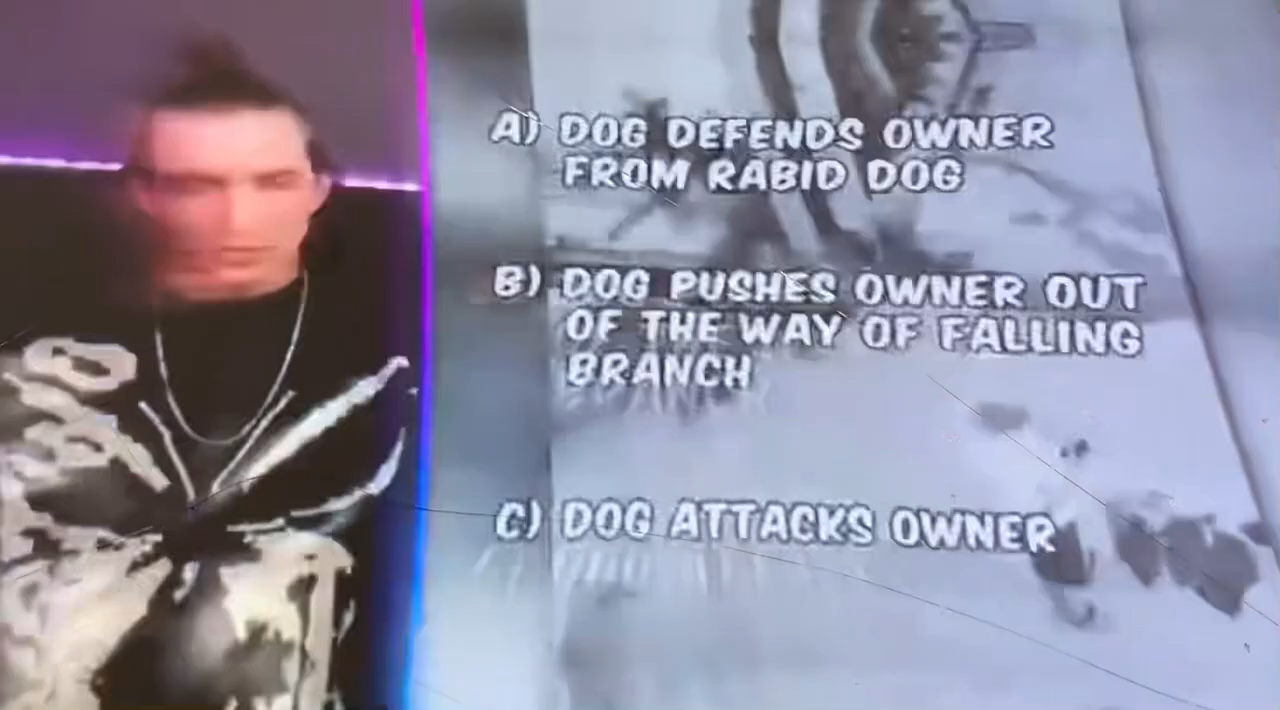 A) DOG DEFENDS OWNER
FROM RABID DOG
B) DOG PUSHES OWNER OUT
OF THE WAY OF FALLING
BRANCH
C) DOG ATTACKS OWNER